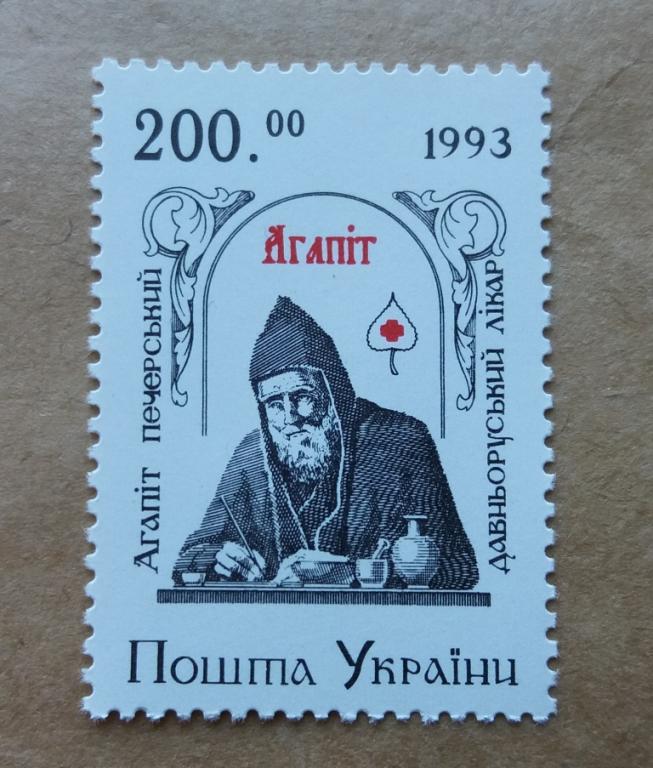 200.00
1993
Агапіт
Агапіт печерський
давньоруський лікар
Пошта України